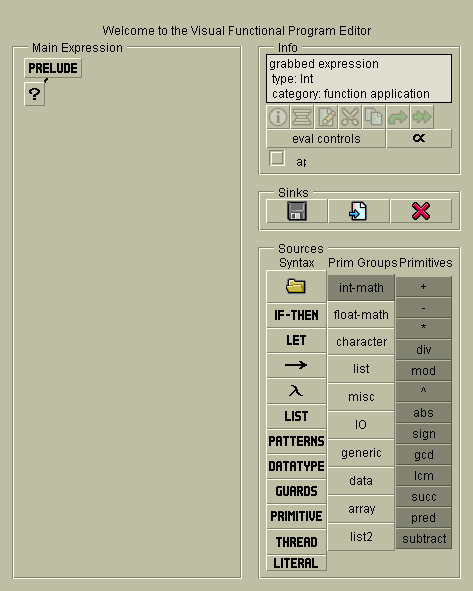 Welcome to the Visual Functional Program Editor
Main Expression
PRELUDE
?
Info
grabbed expression
type: Int
category: function application
eval controls
α
Sinks
Sources
Syntax
IF-THEN
LET
→
λ
LIST
PATTERNS
DATATYPE
GUARDS
PRIMITIVE
THREAD
LITERAL
Prim Groups
int-math
float-math
character
list
misc
IO
generic
data
array
list2
Primitives
+
-
*
div
mod
^
abs
sign
gcd
lcm
succ
pred
subtract